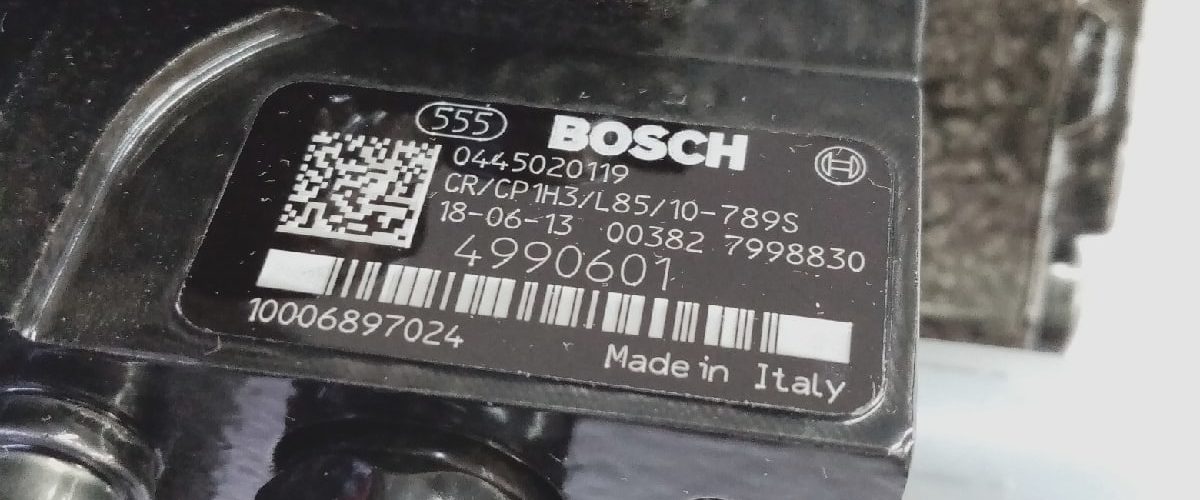 555 BOSCH
0445020119
CR/CP1H3/L85/10-789S
18-06-13 00382 7998830
4990601
10006897024
Made in Italy